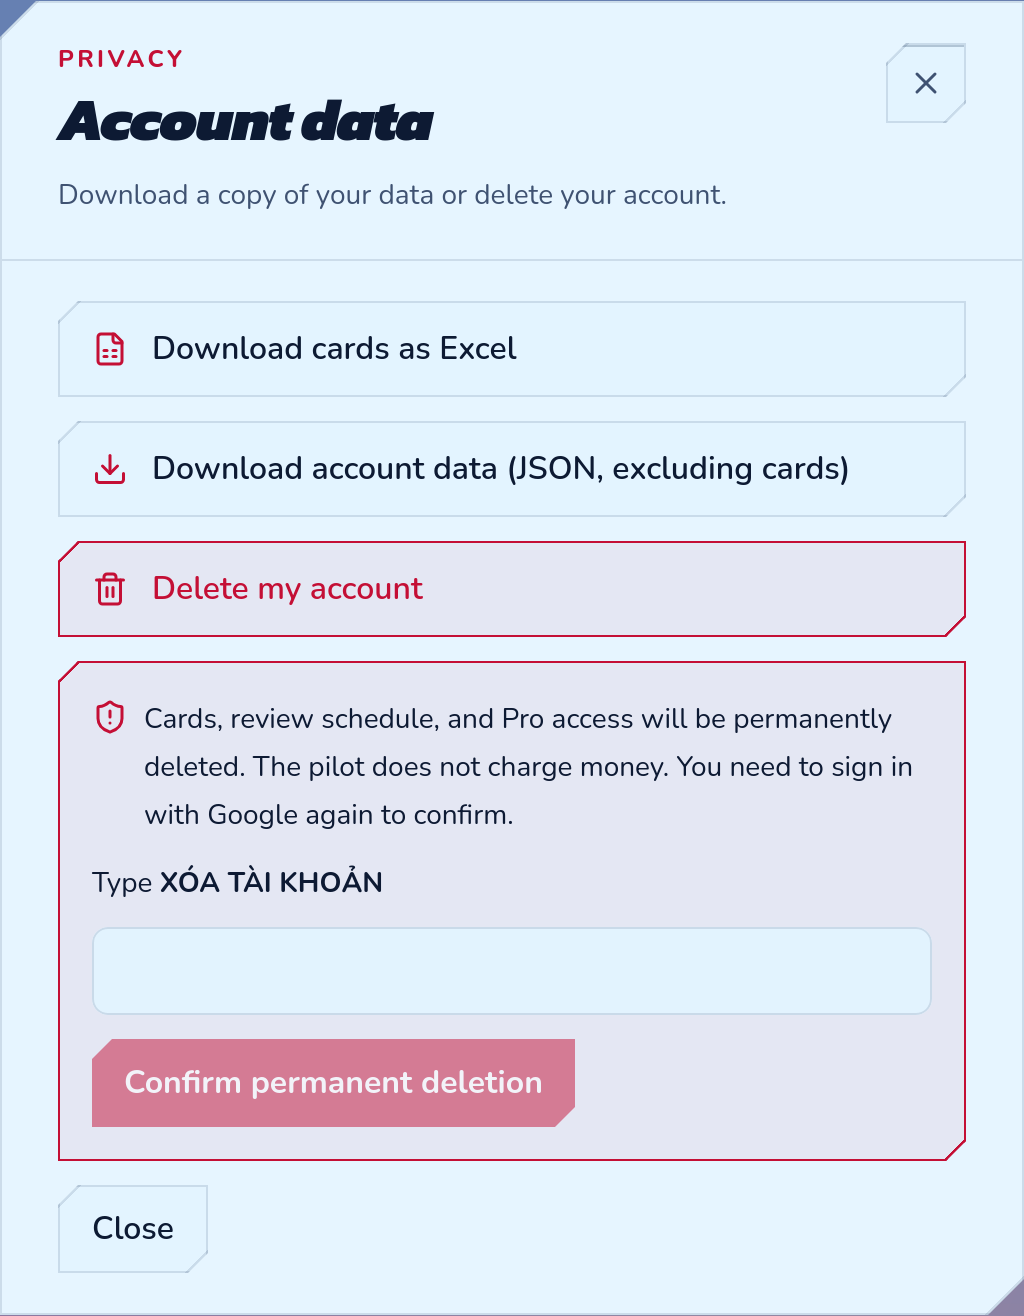 PRIVACY
Account data
Download a copy of your data or delete your account.
Download cards as Excel
Download account data (JSON, excluding cards)
Delete my account
Cards, review schedule, and Pro access will be permanently
deleted. The pilot does not charge money. You need to sign in
with Google again to confirm.
Type XÓA TÀI KHOẢN
Confirm permanent deletion
Close